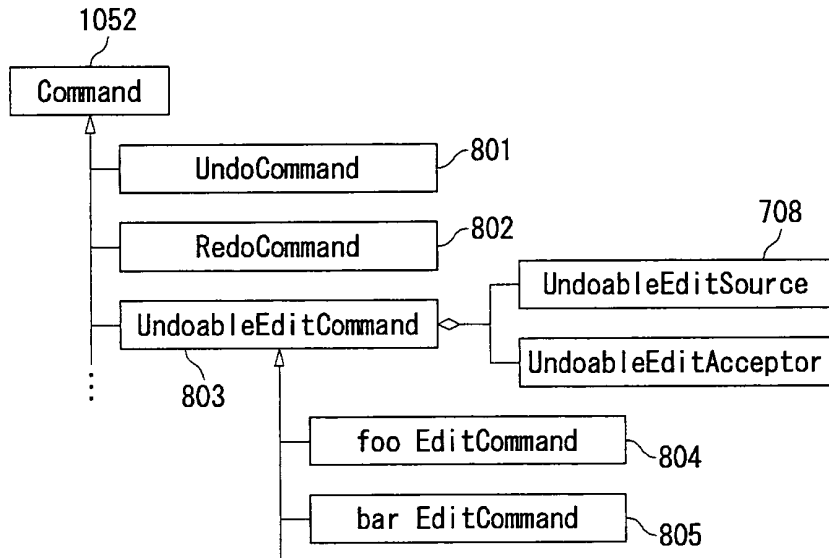 1052
Command
UndoCommand
801
RedoCommand
802
708
UndoableEditSource
UndoableEditCommand
803
UndoableEditAcceptor
foo EditCommand
804
bar EditCommand
805